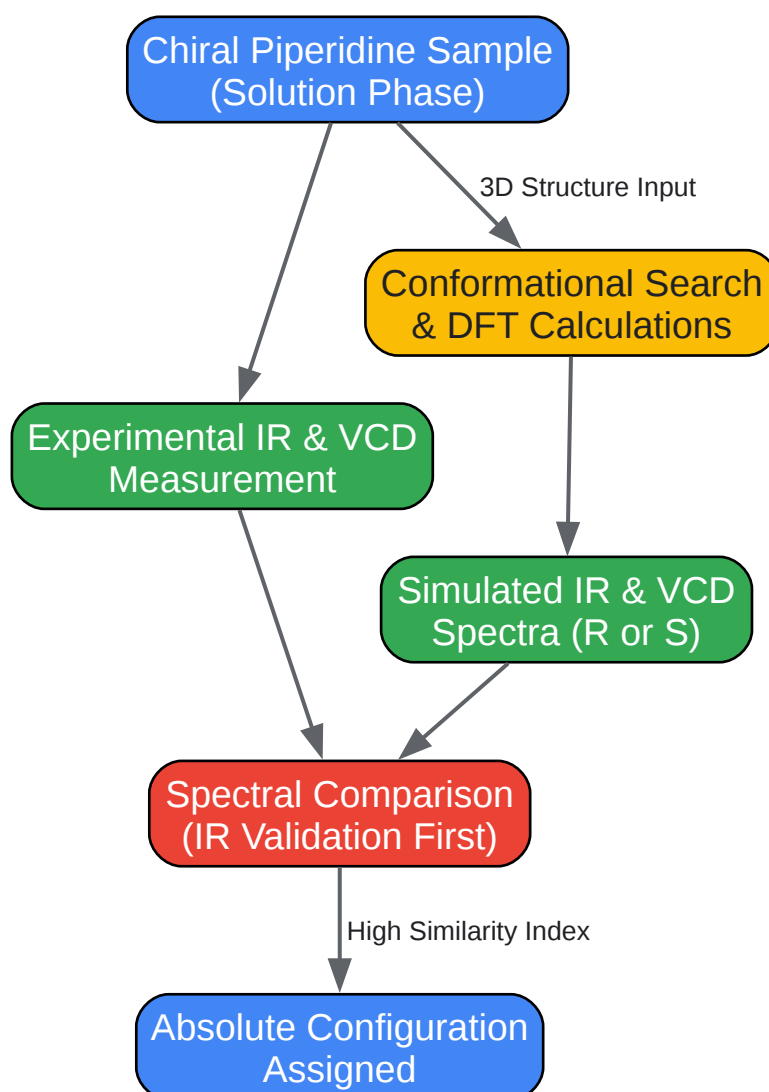 Chiral Piperidine Sample
(Solution Phase)
3D Structure Input
Conformational Search
& DFT Calculations
Experimental IR & VCD
Measurement
Simulated IR & VCD
Spectra (R or S)
Spectral Comparison
(IR Validation First)
High Similarity Index
Absolute Configuration
Assigned